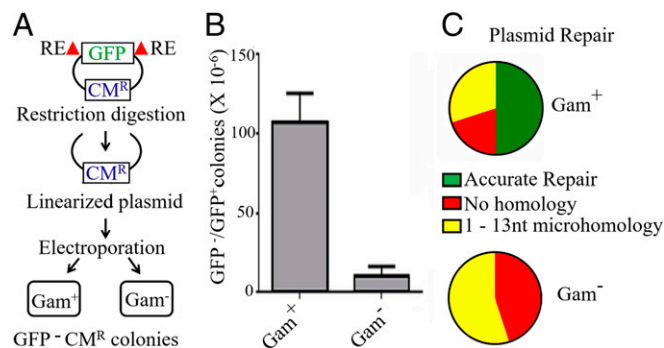 A
RE GFP RE
CM^R
Restriction digestion
CM^R
Linearized plasmid
Electroporation
Gam⁺ Gam⁻
GFP - CM^R colonies
B
GFP⁻/GFP⁺colonies (X 10⁻⁶)
150
100
50
0
Gam⁺ Gam⁻
C
Plasmid Repair
Gam⁺
Accurate Repair
No homology
1 - 13nt microhomology
Gam⁻